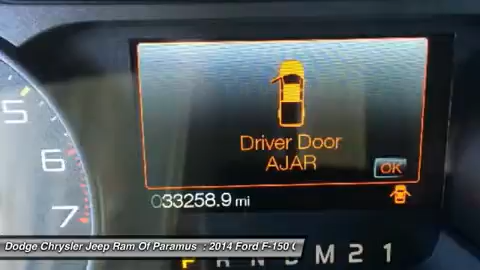 5
6
7
Driver Door
AJAR
OK
033258.9 mi
P R N D M 2 1
Dodge Chrysler Jeep Ram Of Paramus : 2014 Ford F-150